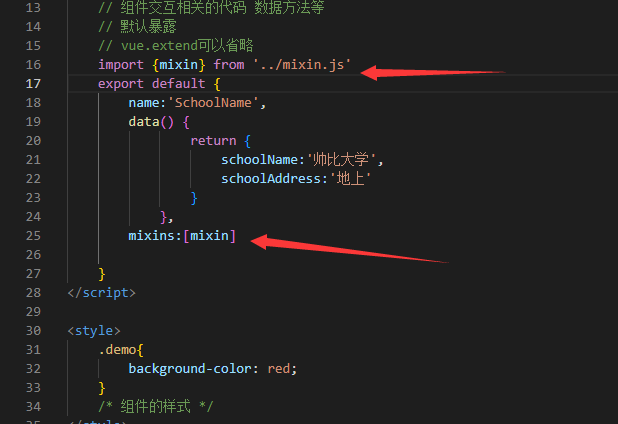 13 // 组件交互相关的代码 数据方法等
14 // 默认暴露
15 // vue.extend可以省略
16 import {mixin} from '../mixin.js'
17 export default {
18 name:'SchoolName',
19 data() {
20 return {
21 schoolName:'帅比大学',
22 schoolAddress:'地上'
23 }
24 },
25 mixins:[mixin]
26
27 }
28 </script>
29
30 <style>
31 .demo{
32 background-color: red;
33 }
34 /* 组件的样式 */
35 </style>